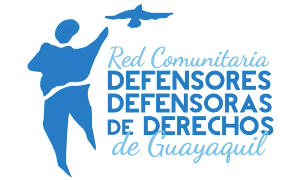 Red Comunitaria
DEFENSORES
DEFENSORAS
DE DERECHOS
de Guayaquil